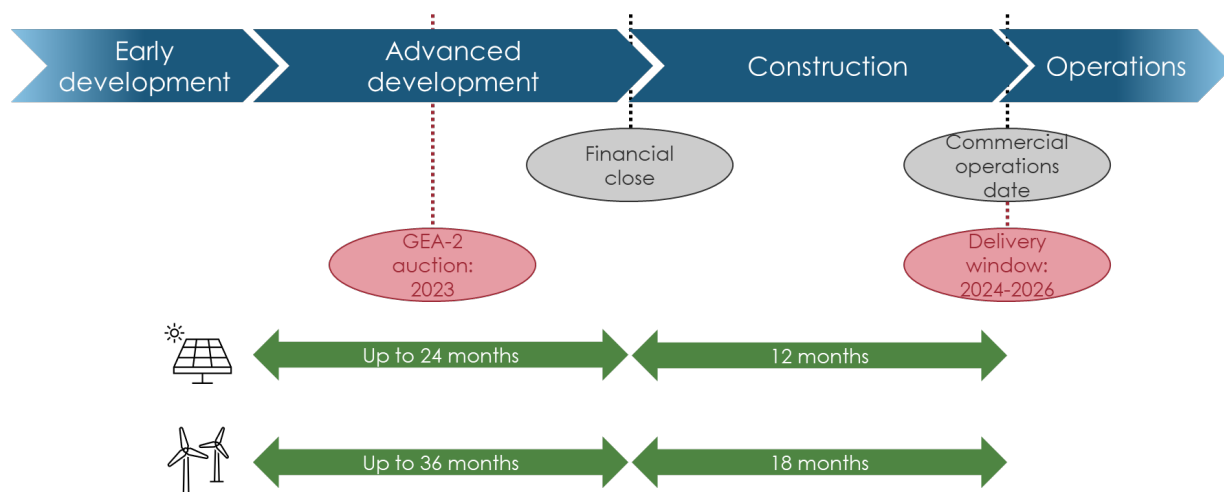 Early
development
Advanced
development
Construction
Operations
Financial
close
Commercial
operations
date
GEA-2
auction:
2023
Delivery
window:
2024-2026
Up to 24 months
12 months
Up to 36 months
18 months